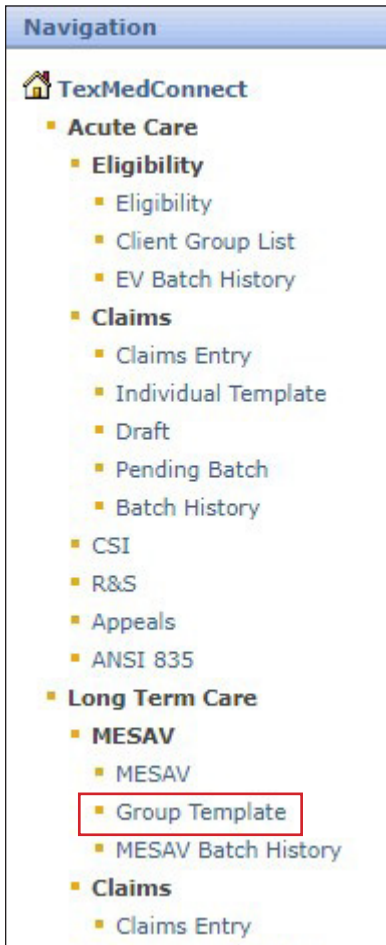 Navigation
TexMedConnect
Acute Care
Eligibility
Eligibility
Client Group List
EV Batch History
Claims
Claims Entry
Individual Template
Draft
Pending Batch
Batch History
CSI
R&S
Appeals
ANSI 835
Long Term Care
MESAV
MESAV
Group Template
MESAV Batch History
Claims
Claims Entry